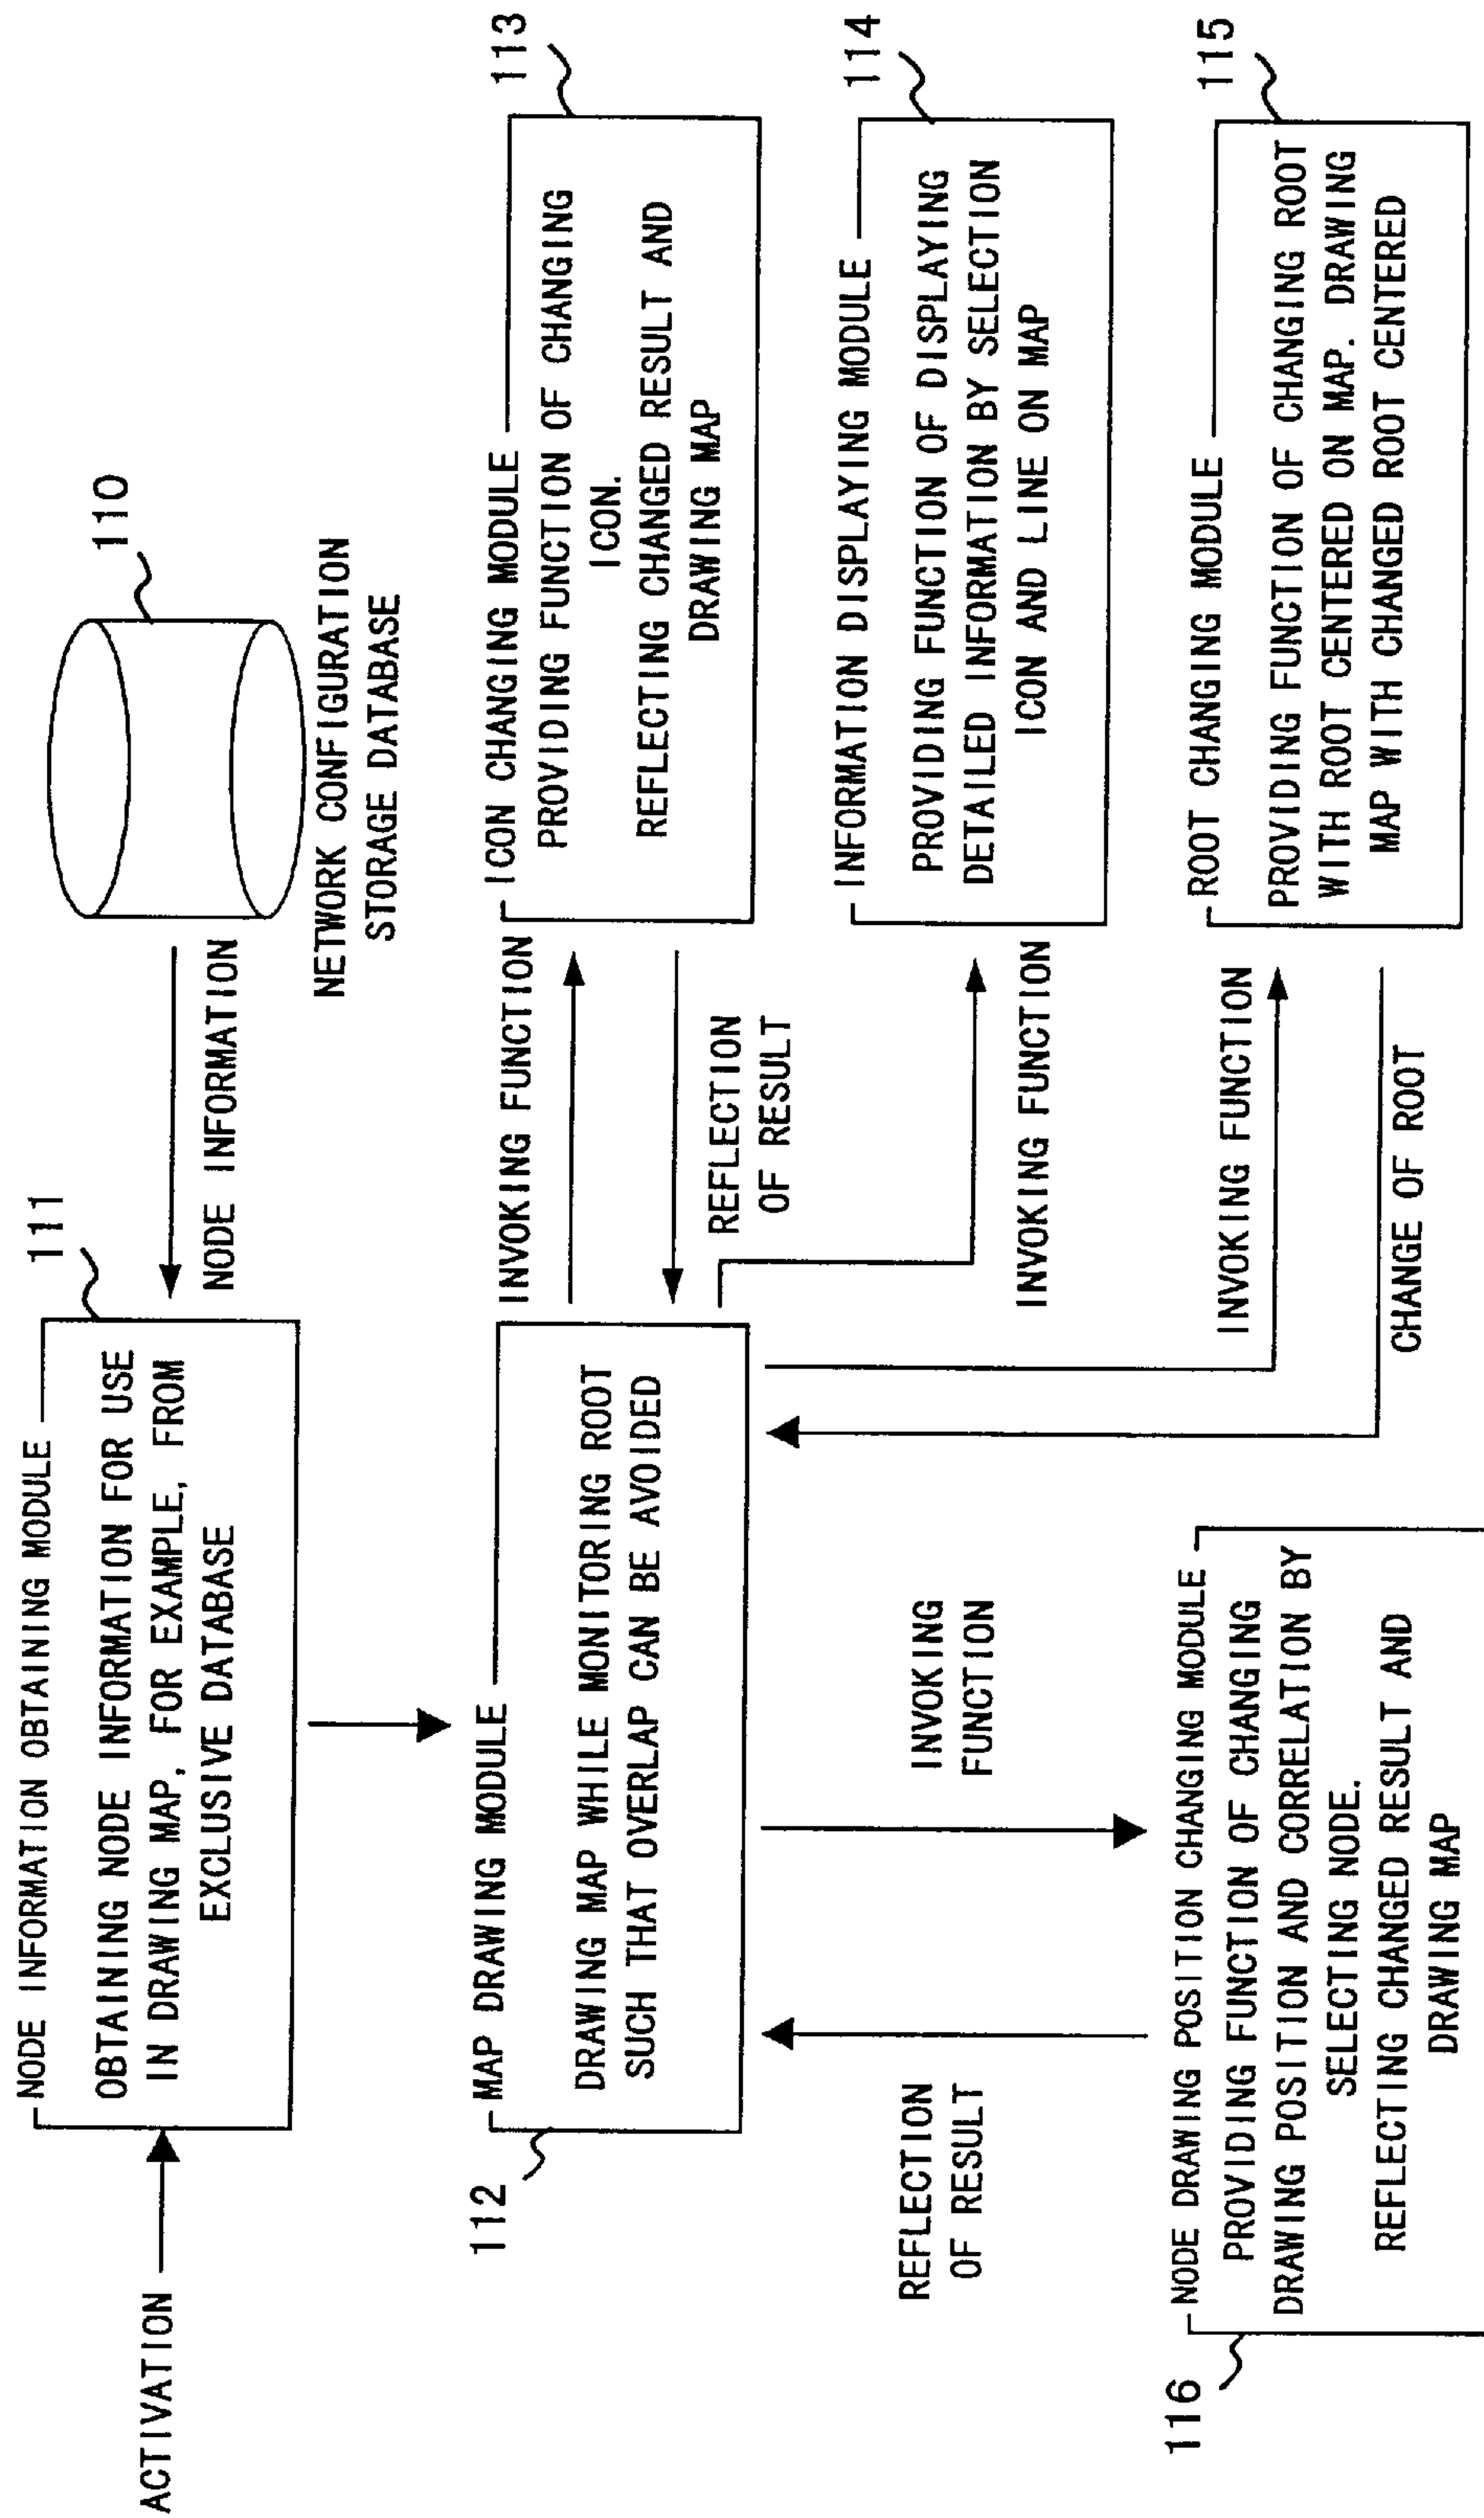 ACTIVATION
NODE INFORMATION OBTAINING MODULE
111
OBTAINING NODE INFORMATION FOR USE
IN DRAWING MAP, FOR EXAMPLE, FROM
EXCLUSIVE DATABASE
NODE INFORMATION
110
NETWORK CONFIGURATION
STORAGE DATABASE
112
MAP DRAWING MODULE
DRAWING MAP WHILE MONITORING ROOT
SUCH THAT OVERLAP CAN BE AVOIDED
INVOKING FUNCTION
REFLECTION
OF RESULT
ICON CHANGING MODULE
113
PROVIDING FUNCTION OF CHANGING
ICON.
REFLECTING CHANGED RESULT AND
DRAWING MAP
INVOKING FUNCTION
INFORMATION DISPLAYING MODULE
114
PROVIDING FUNCTION OF DISPLAYING
DETAILED INFORMATION BY SELECTION
ICON AND LINE ON MAP
REFLECTION
OF RESULT
INVOKING
FUNCTION
INVOKING FUNCTION
CHANGE OF ROOT
ROOT CHANGING MODULE
115
PROVIDING FUNCTION OF CHANGING ROOT
WITH ROOT CENTERED ON MAP. DRAWING
MAP WITH CHANGED ROOT CENTERED
116
NODE DRAWING POSITION CHANGING MODULE
PROVIDING FUNCTION OF CHANGING
DRAWING POSITION AND CORRELATION BY
SELECTING NODE.
REFLECTING CHANGED RESULT AND
DRAWING MAP